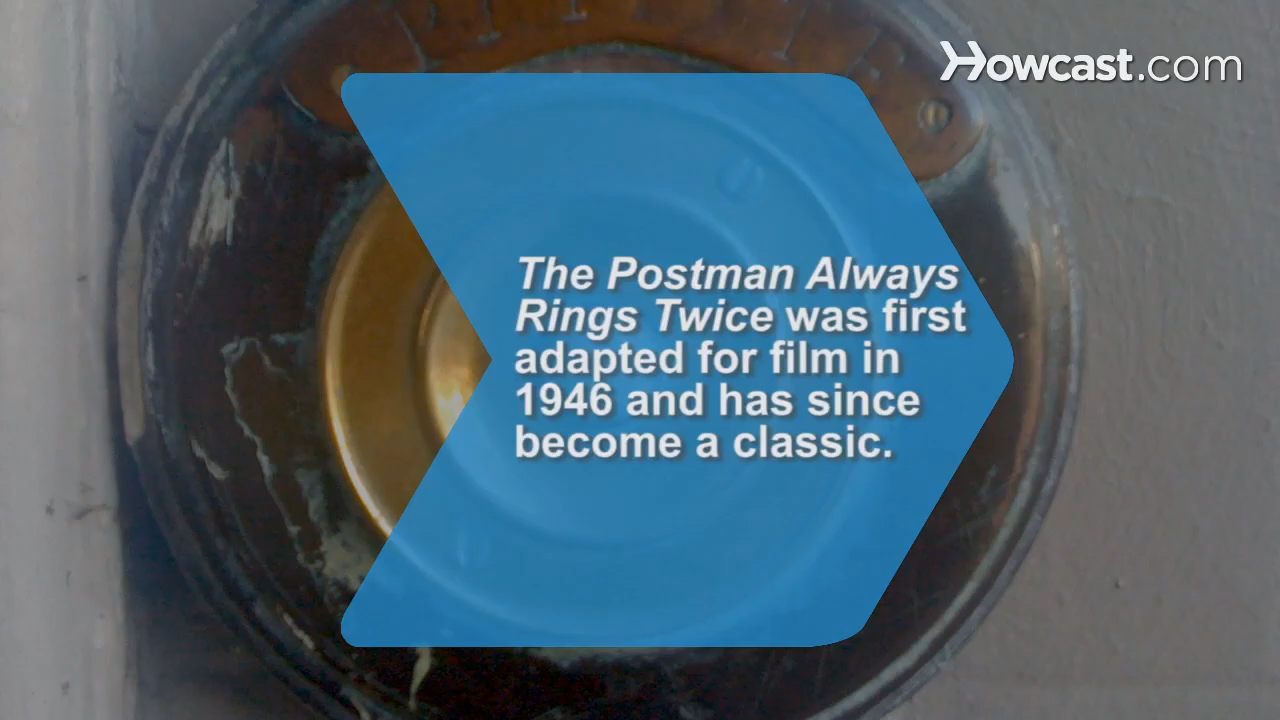 Howcast.com
The Postman Always
Rings Twice was first
adapted for film in
1946 and has since
become a classic.